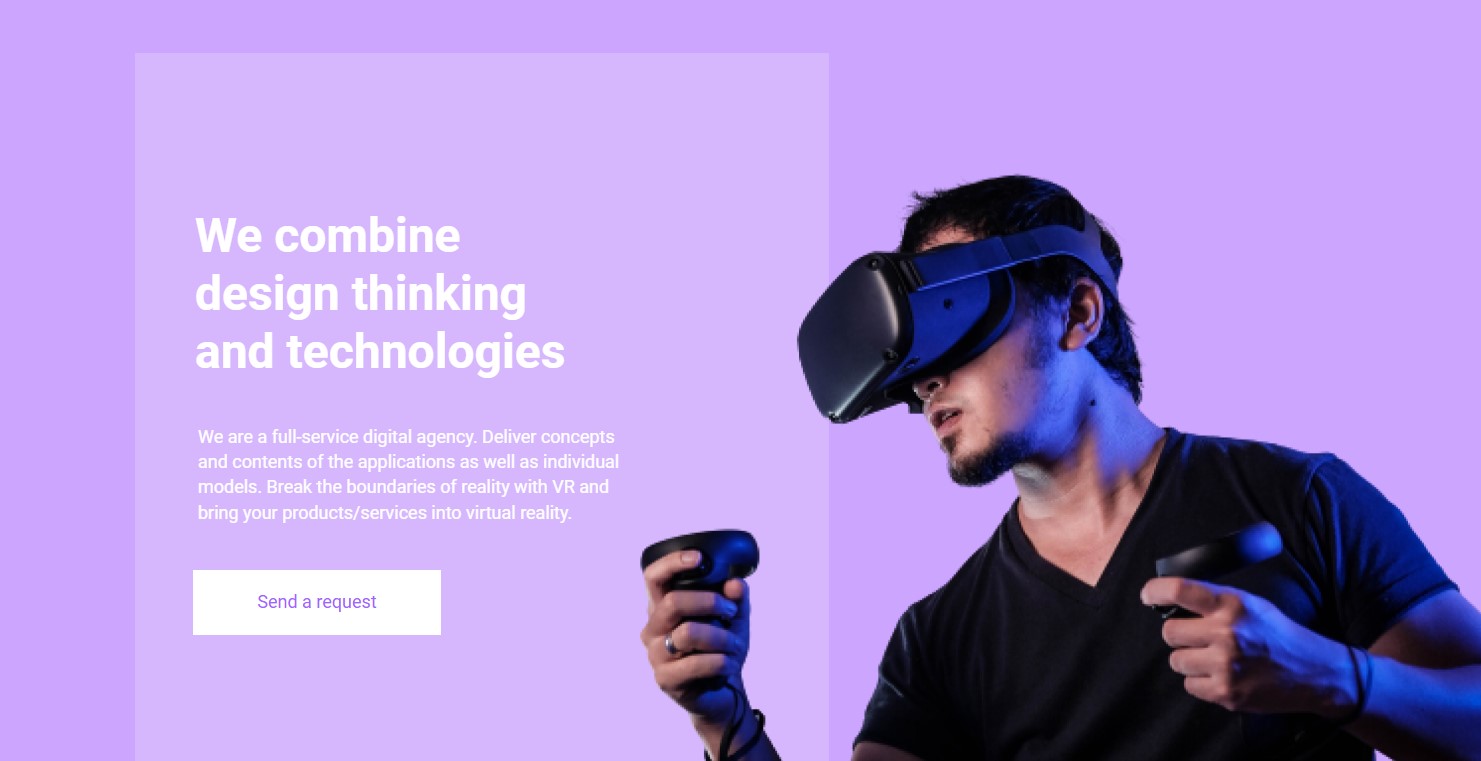 We combine
design thinking
and technologies
We are a full-service digital agency. Deliver concepts
and contents of the applications as well as individual
models. Break the boundaries of reality with VR and
bring your products/services into virtual reality.
Send a request